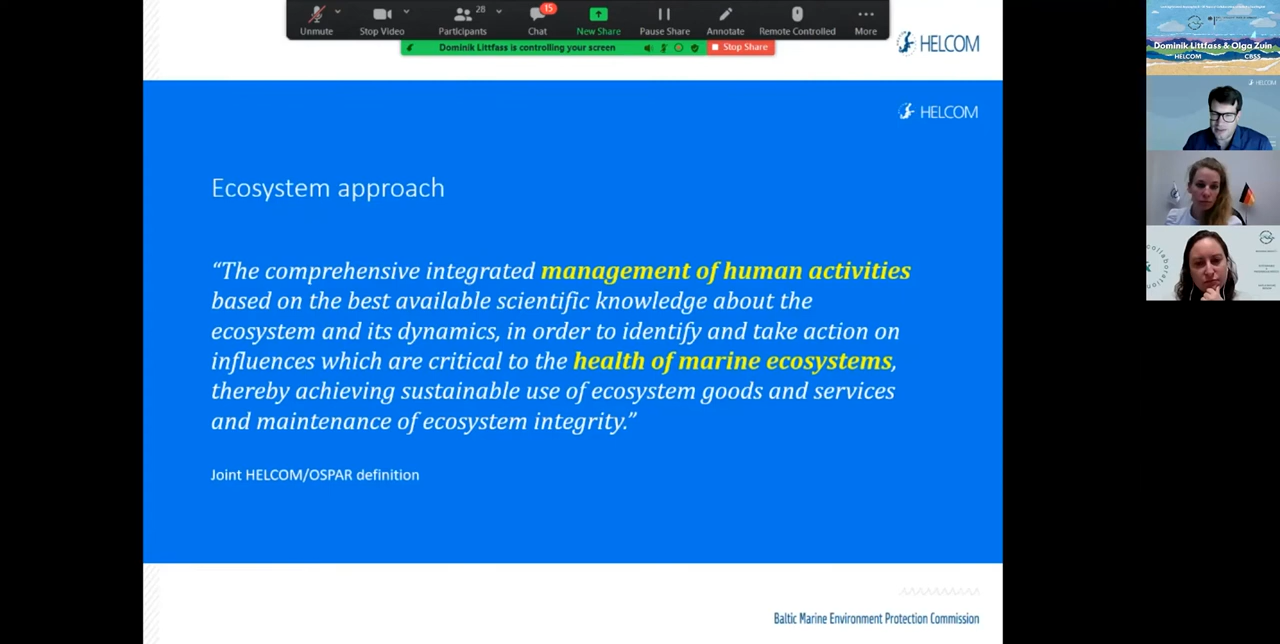 28
15
Unmute
Stop Video
Participants
Chat
New Share
Pause Share
Annotate
Remote Controlled
More
Dominik Littfass is controlling your screen
Stop Share
HELCOM
HELCOM
Ecosystem approach
“The comprehensive integrated management of human activities
based on the best available scientific knowledge about the
ecosystem and its dynamics, in order to identify and take action on
influences which are critical to the health of marine ecosystems,
thereby achieving sustainable use of ecosystem goods and services
and maintenance of ecosystem integrity.”
Joint HELCOM/OSPAR definition
Baltic Marine Environment Protection Commission
Dominik Littfass & Olga Zuin
HELCOM
CBSS
HELCOM
collaboration